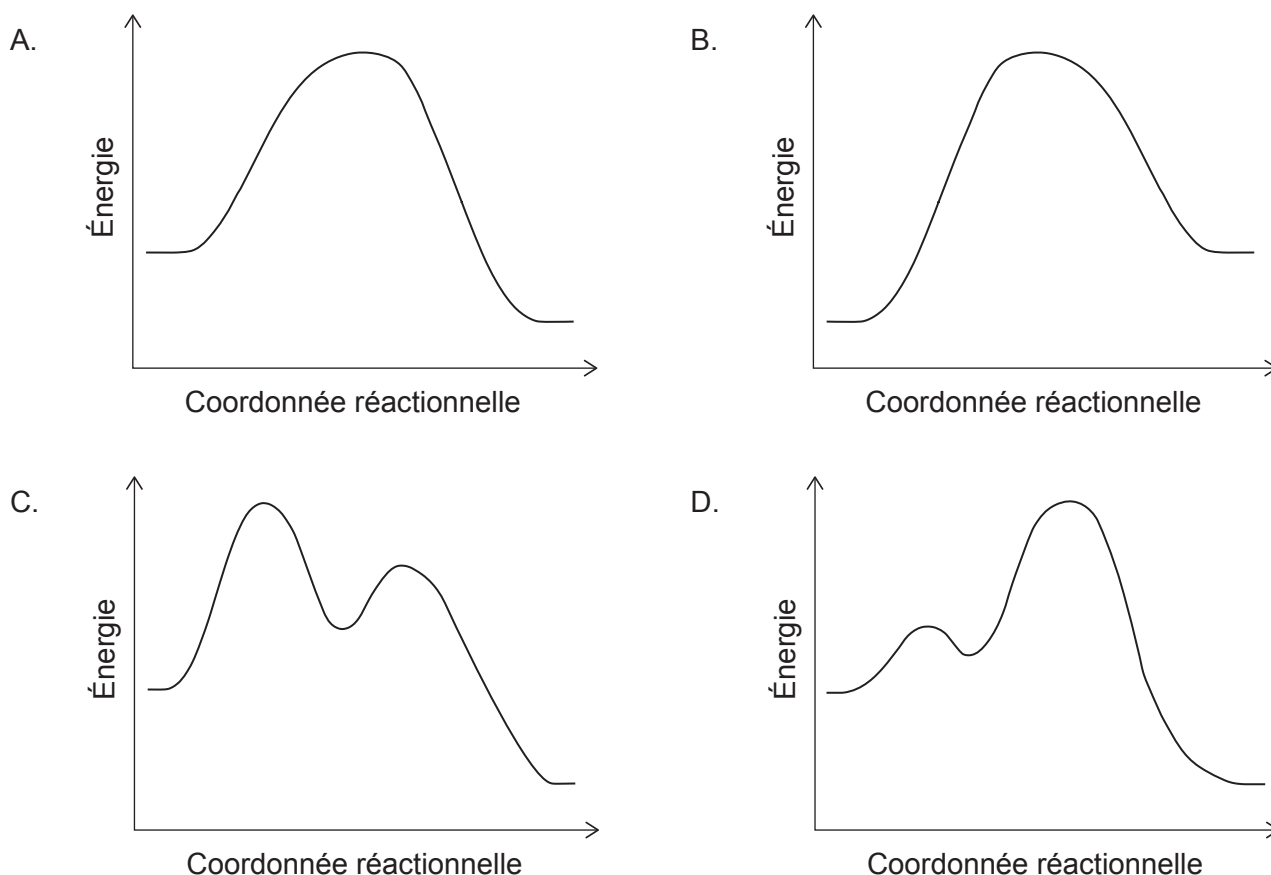 A.
Énergie
Coordonnée réactionnelle
B.
Énergie
Coordonnée réactionnelle
C.
Énergie
Coordonnée réactionnelle
D.
Énergie
Coordonnée réactionnelle